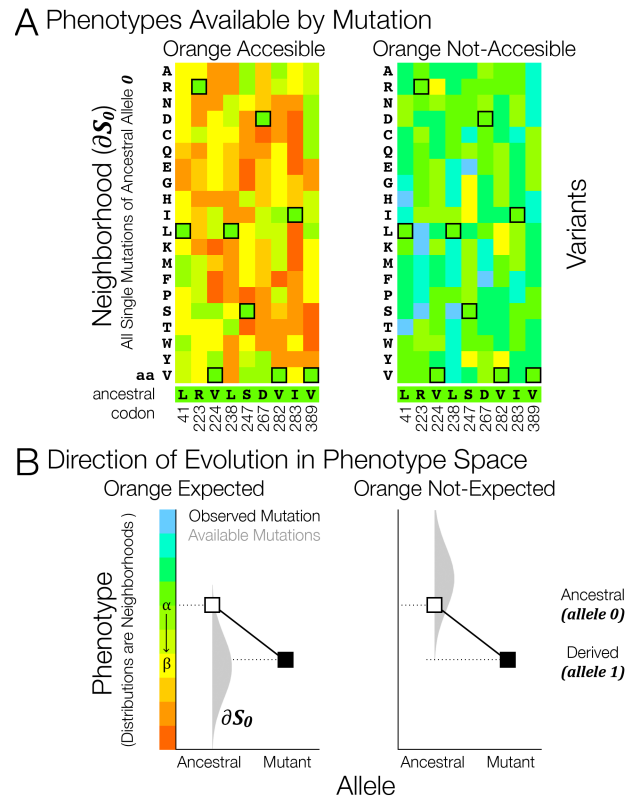 A Phenotypes Available by Mutation
Orange Accesible
Orange Not-Accesible
Neighborhood (∂S₀)
All Single Mutations of Ancestral Allele 0
A
R
N
D
C
Q
E
G
H
I
L
K
M
F
P
S
T
W
Y
aa V
ancestral L R V L S D V I V
codon 41 223 224 238 247 267 282 283 389
A
R
N
D
C
Q
E
G
H
I
L
K
M
F
P
S
T
W
Y
V
L R V L S D V I V
41 223 224 238 247 267 282 283 389
Variants
B Direction of Evolution in Phenotype Space
Orange Expected
Orange Not-Expected
Observed Mutation
Available Mutations
Phenotype
(Distributions are Neighborhoods )
α
β
∂S₀
Ancestral
(allele 0)
Derived
(allele 1)
Ancestral Mutant
Ancestral Mutant
Allele